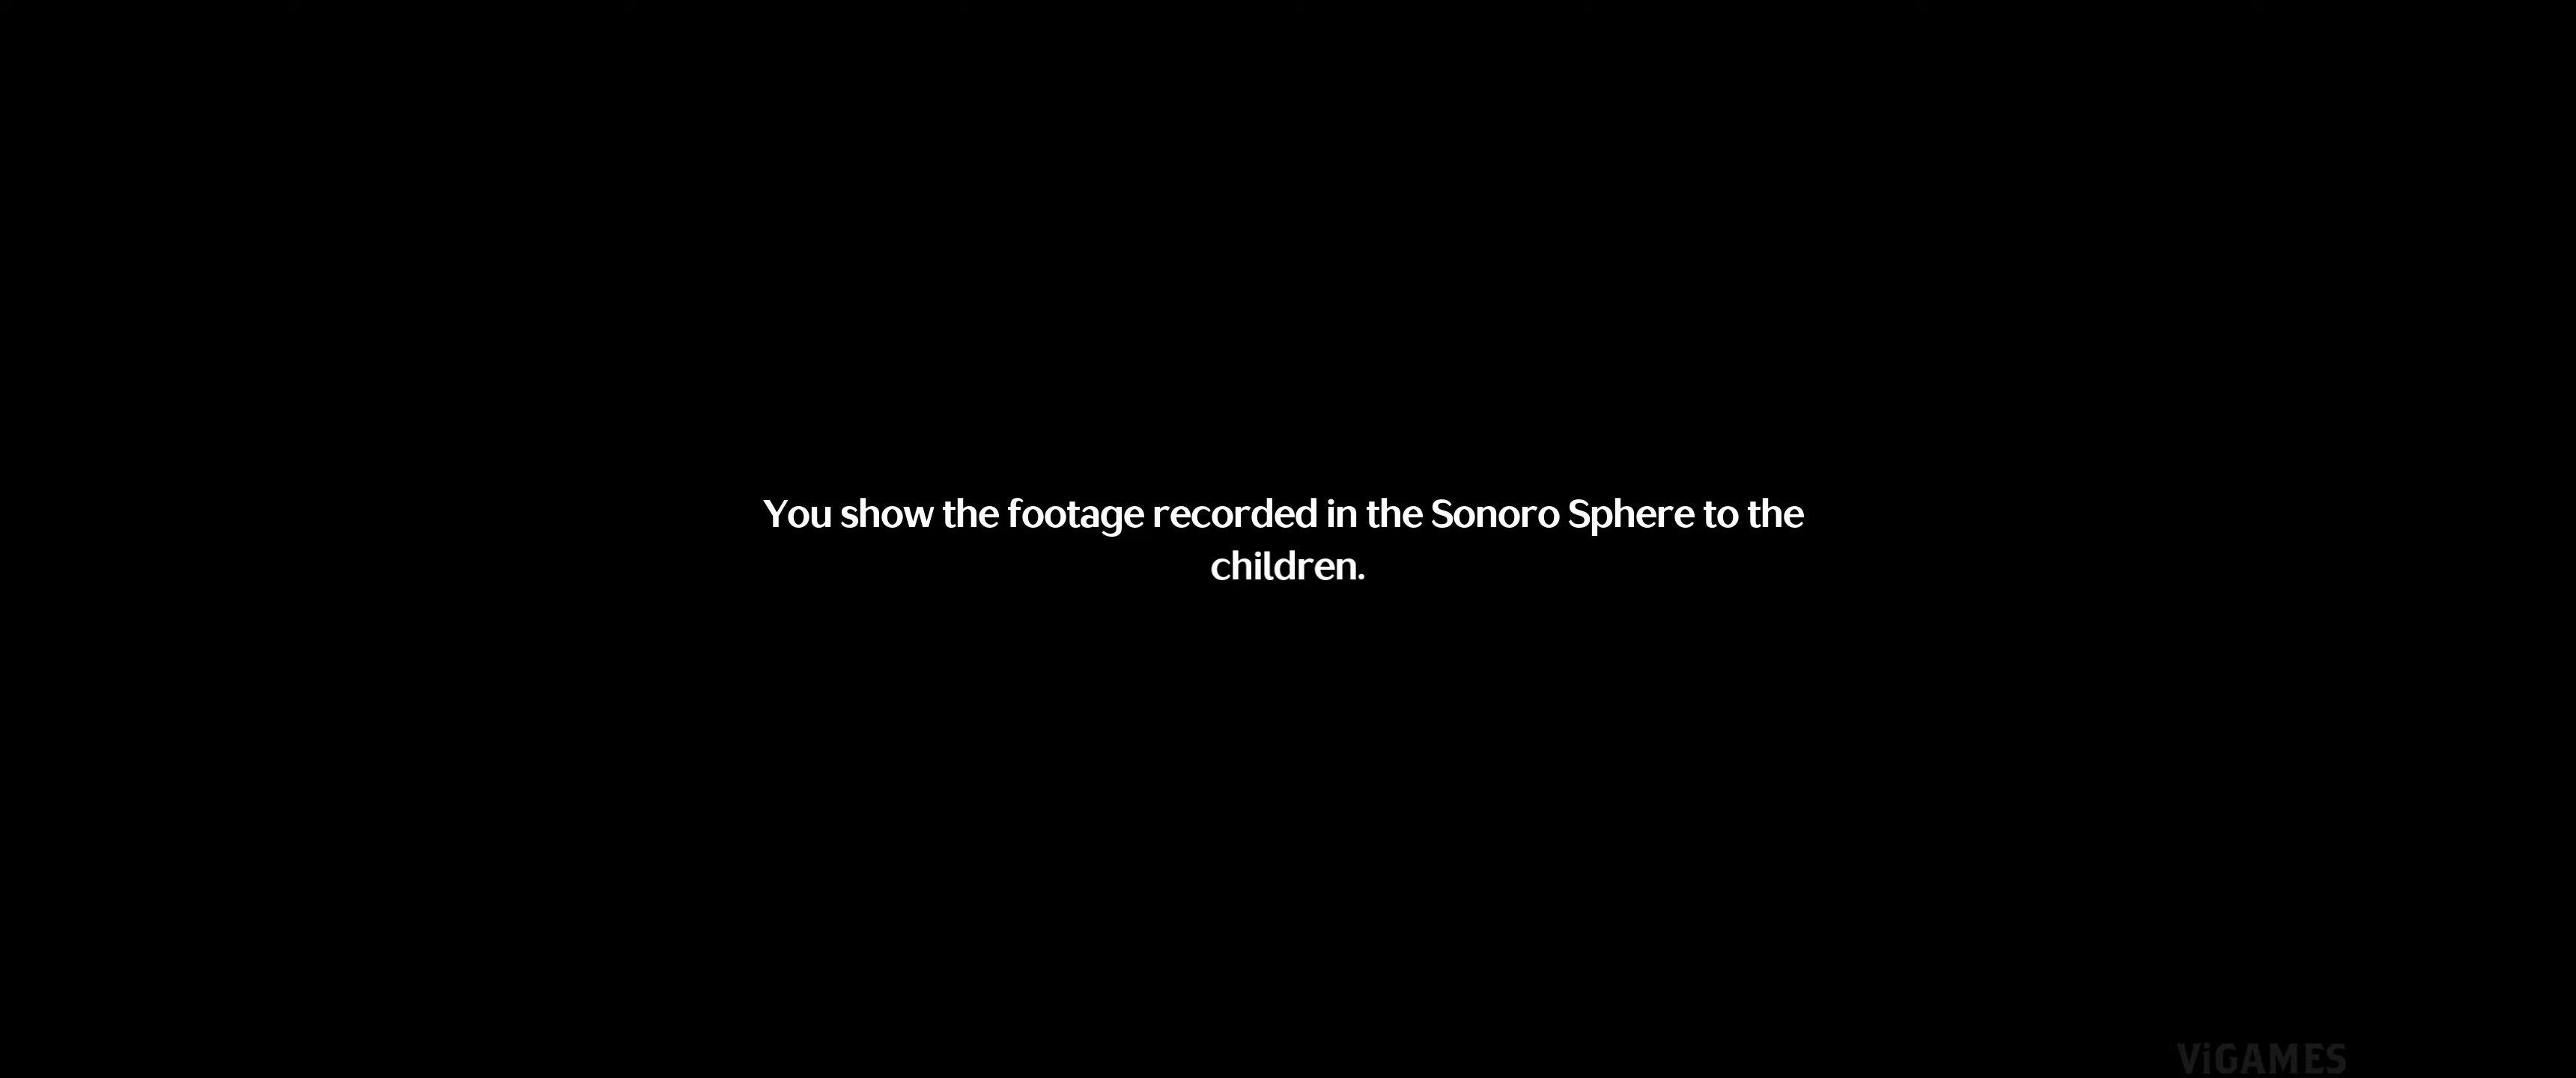 You show the footage recorded in the Sonoro Sphere to the
children.
ViGAMES